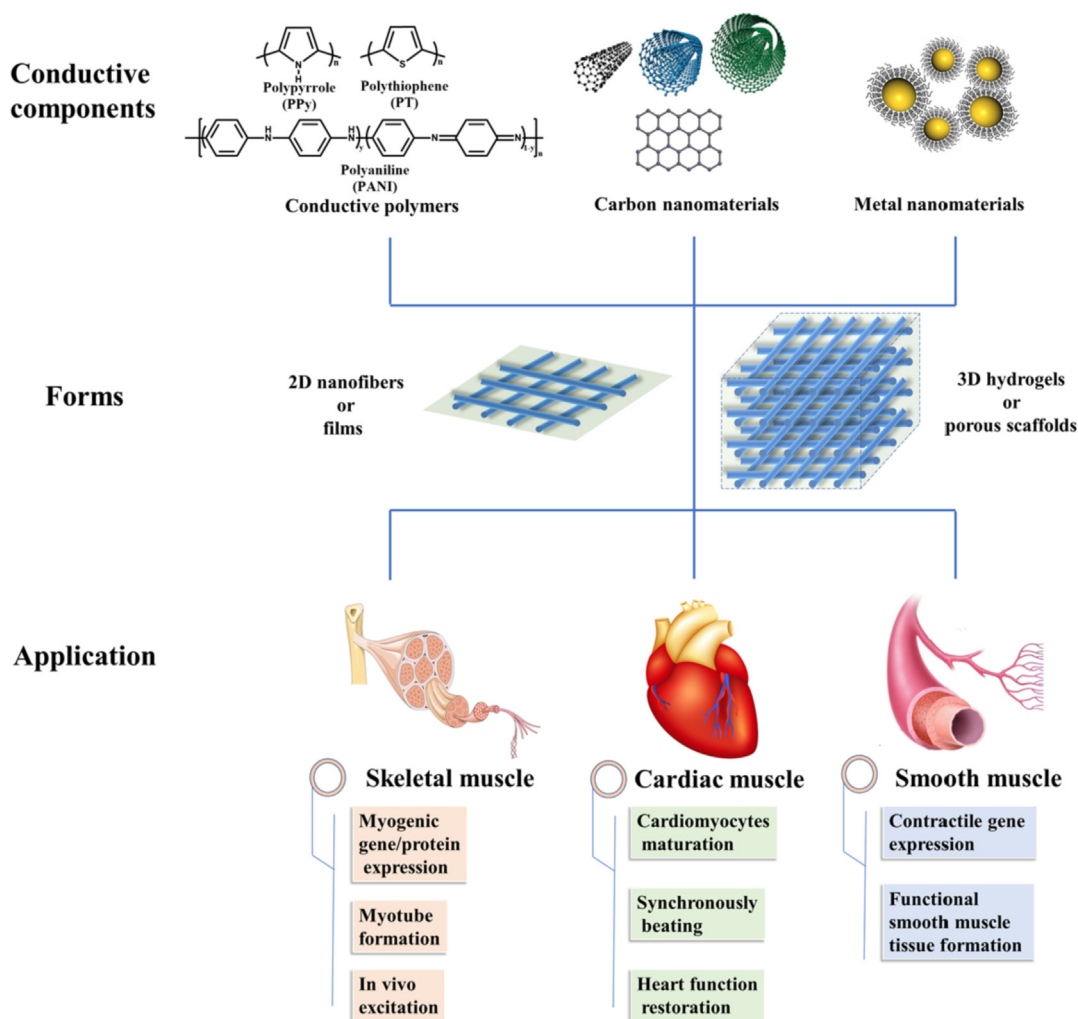 Conductive
components
N
H
n
Polypyrrole
(PPy)
S
n
Polythiophene
(PT)
H
N
H
N
y
N
N
1-y
n
Polyaniline
(PANI)
Conductive polymers
Carbon nanomaterials
Metal nanomaterials
Forms
2D nanofibers
or
films
3D hydrogels
or
porous scaffolds
Application
Skeletal muscle
Myogenic
gene/protein
expression
Myotube
formation
In vivo
excitation
Cardiac muscle
Cardiomyocytes
maturation
Synchronously
beating
Heart function
restoration
Smooth muscle
Contractile gene
expression
Functional
smooth muscle
tissue formation